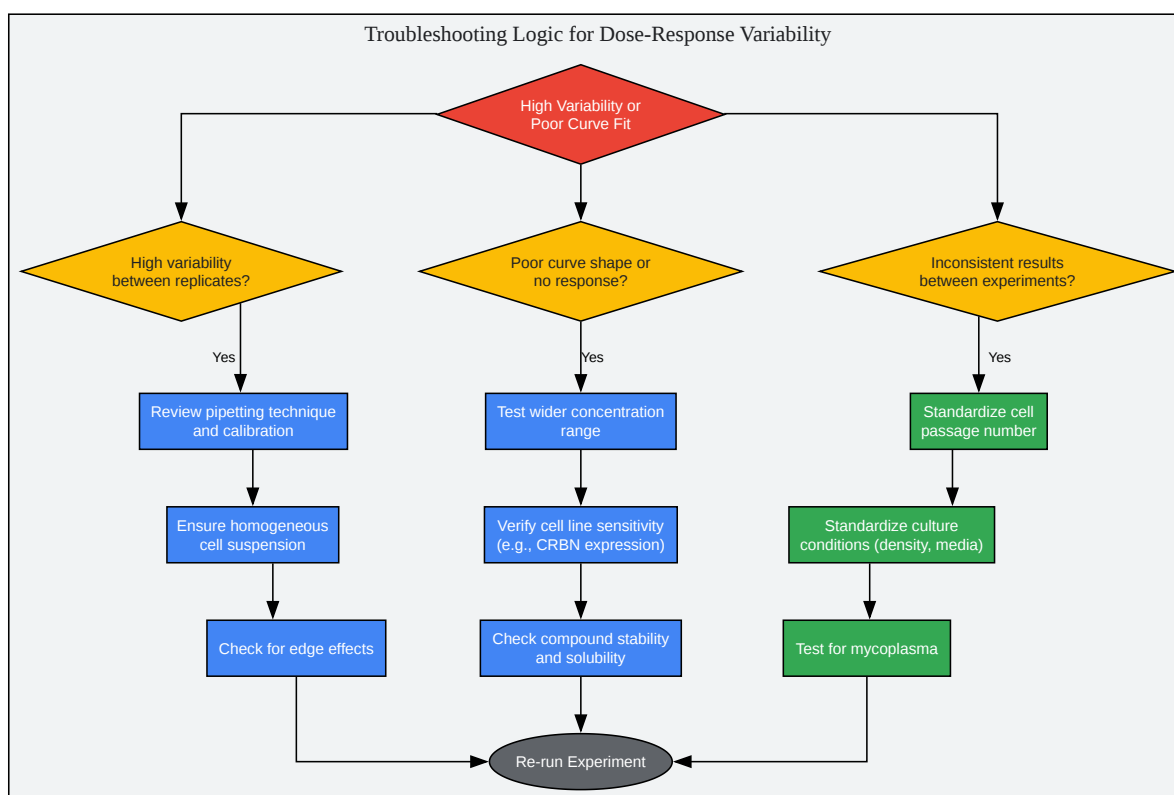 Troubleshooting Logic for Dose-Response Variability
High Variability or
Poor Curve Fit
High variability
between replicates?
Poor curve shape or
no response?
Inconsistent results
between experiments?
Yes
Yes
Yes
Review pipetting technique
and calibration
Test wider concentration
range
Standardize cell
passage number
Ensure homogeneous
cell suspension
Verify cell line sensitivity
(e.g., CRBN expression)
Standardize culture
conditions (density, media)
Check for edge effects
Check compound stability
and solubility
Test for mycoplasma
Re-run Experiment